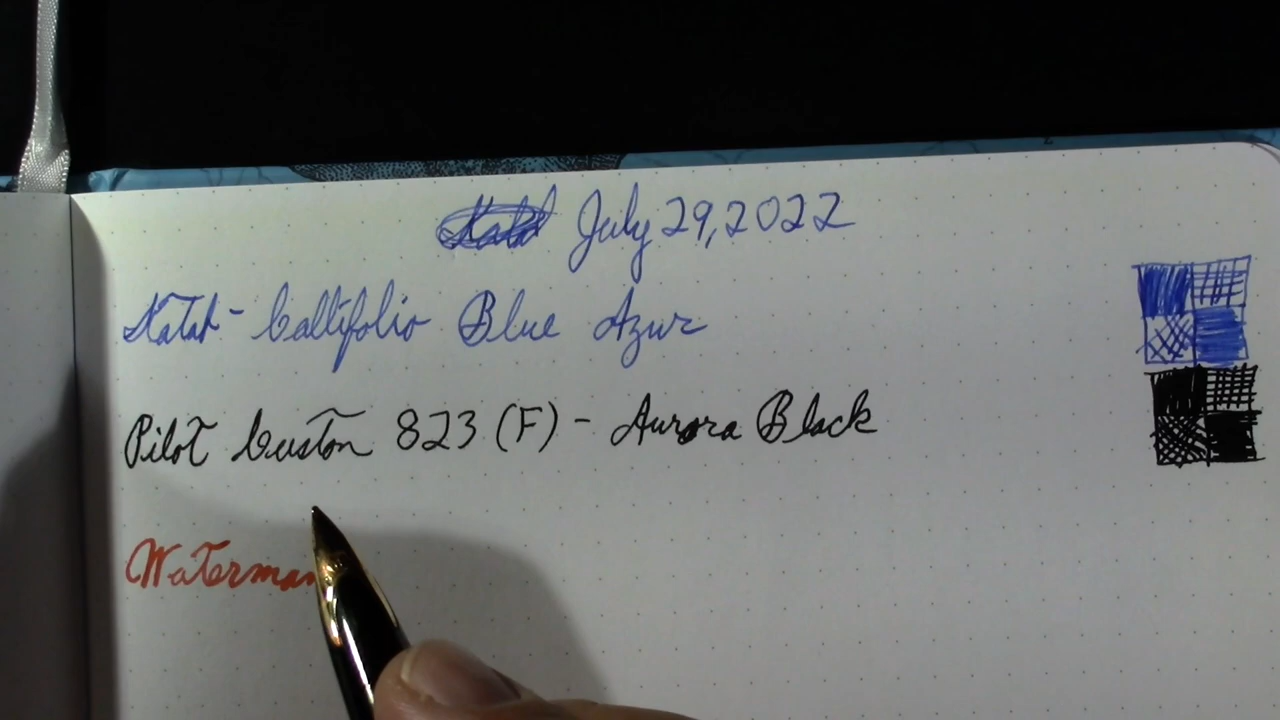 July 29, 2022
Callifolio Blue Azur
Pilot Custom 823 (F) - Aurora Black
Waterman